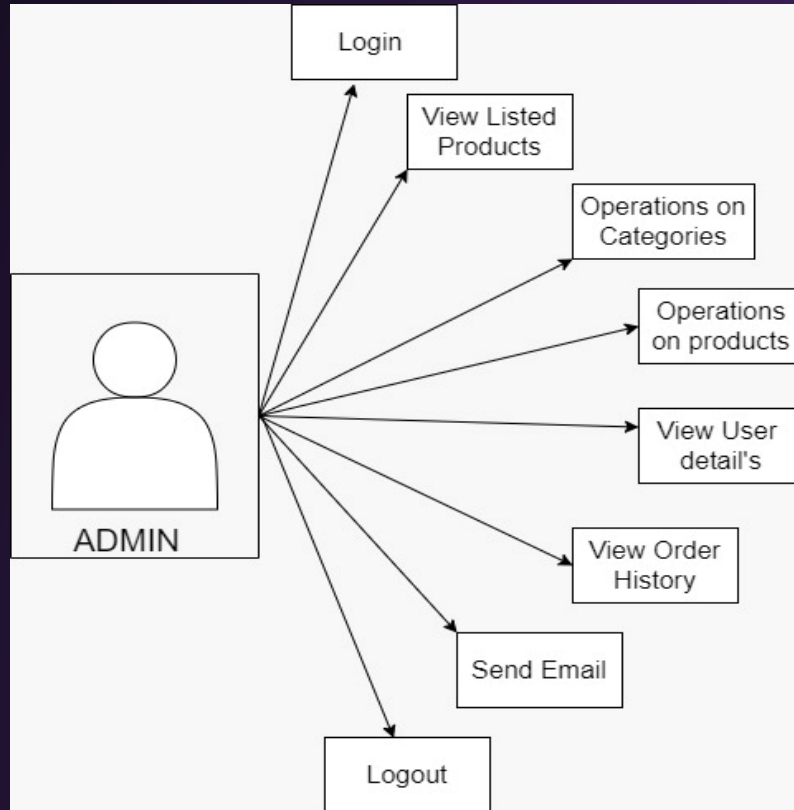 Login
View Listed
Products
Operations on
Categories
Operations
on products
View User
detail's
ADMIN
View Order
History
Send Email
Logout